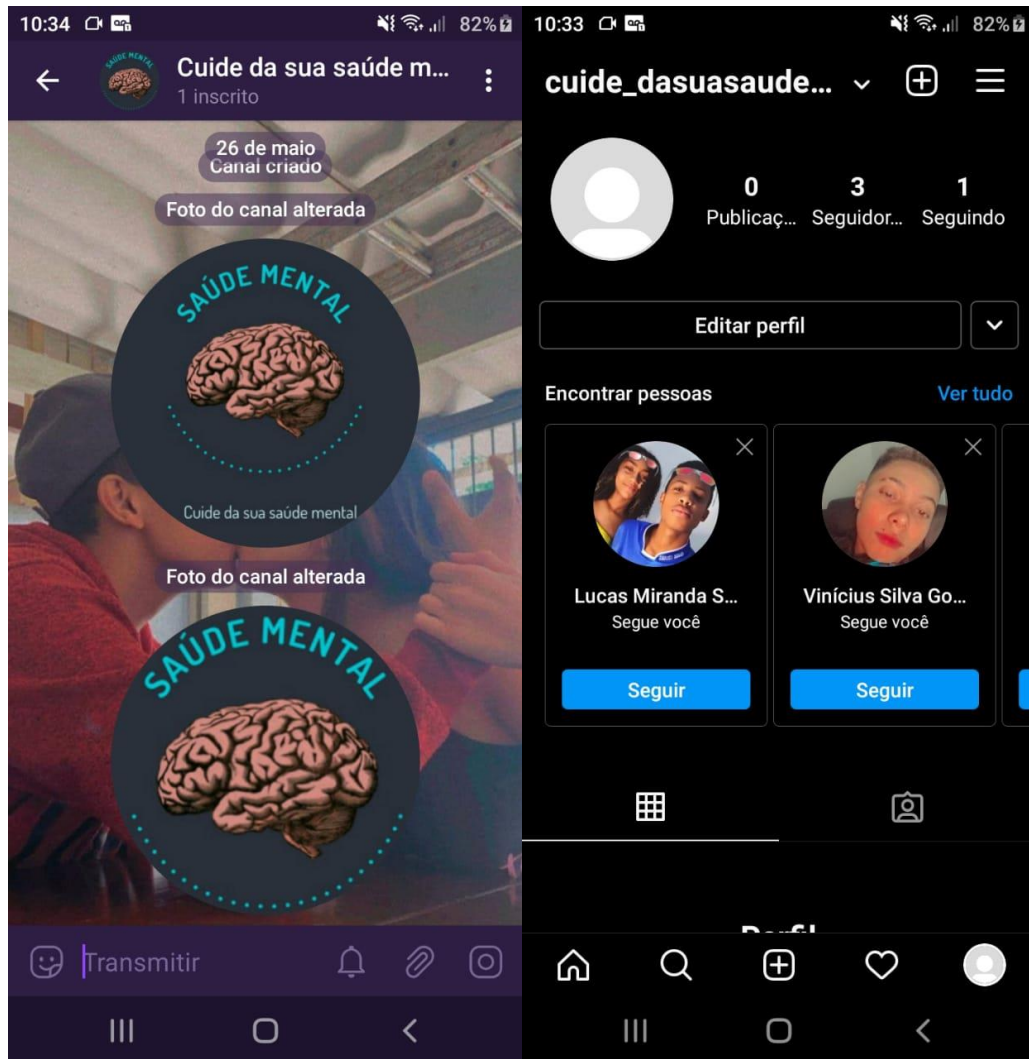 10:34
82%
Cuide da sua saúde m...
1 inscrito
26 de maio
Canal criado
Foto do canal alterada
SAÚDE MENTAL
Cuide da sua saúde mental
Foto do canal alterada
SAÚDE MENTAL
Transmitir
10:33
82%
cuide_dasuasaude...
0
3
1
Publicaç...
Seguidor...
Seguindo
Editar perfil
Encontrar pessoas
Ver tudo
Lucas Miranda S...
Vinícius Silva Go...
Segue você
Segue você
Seguir
Seguir
Perfil